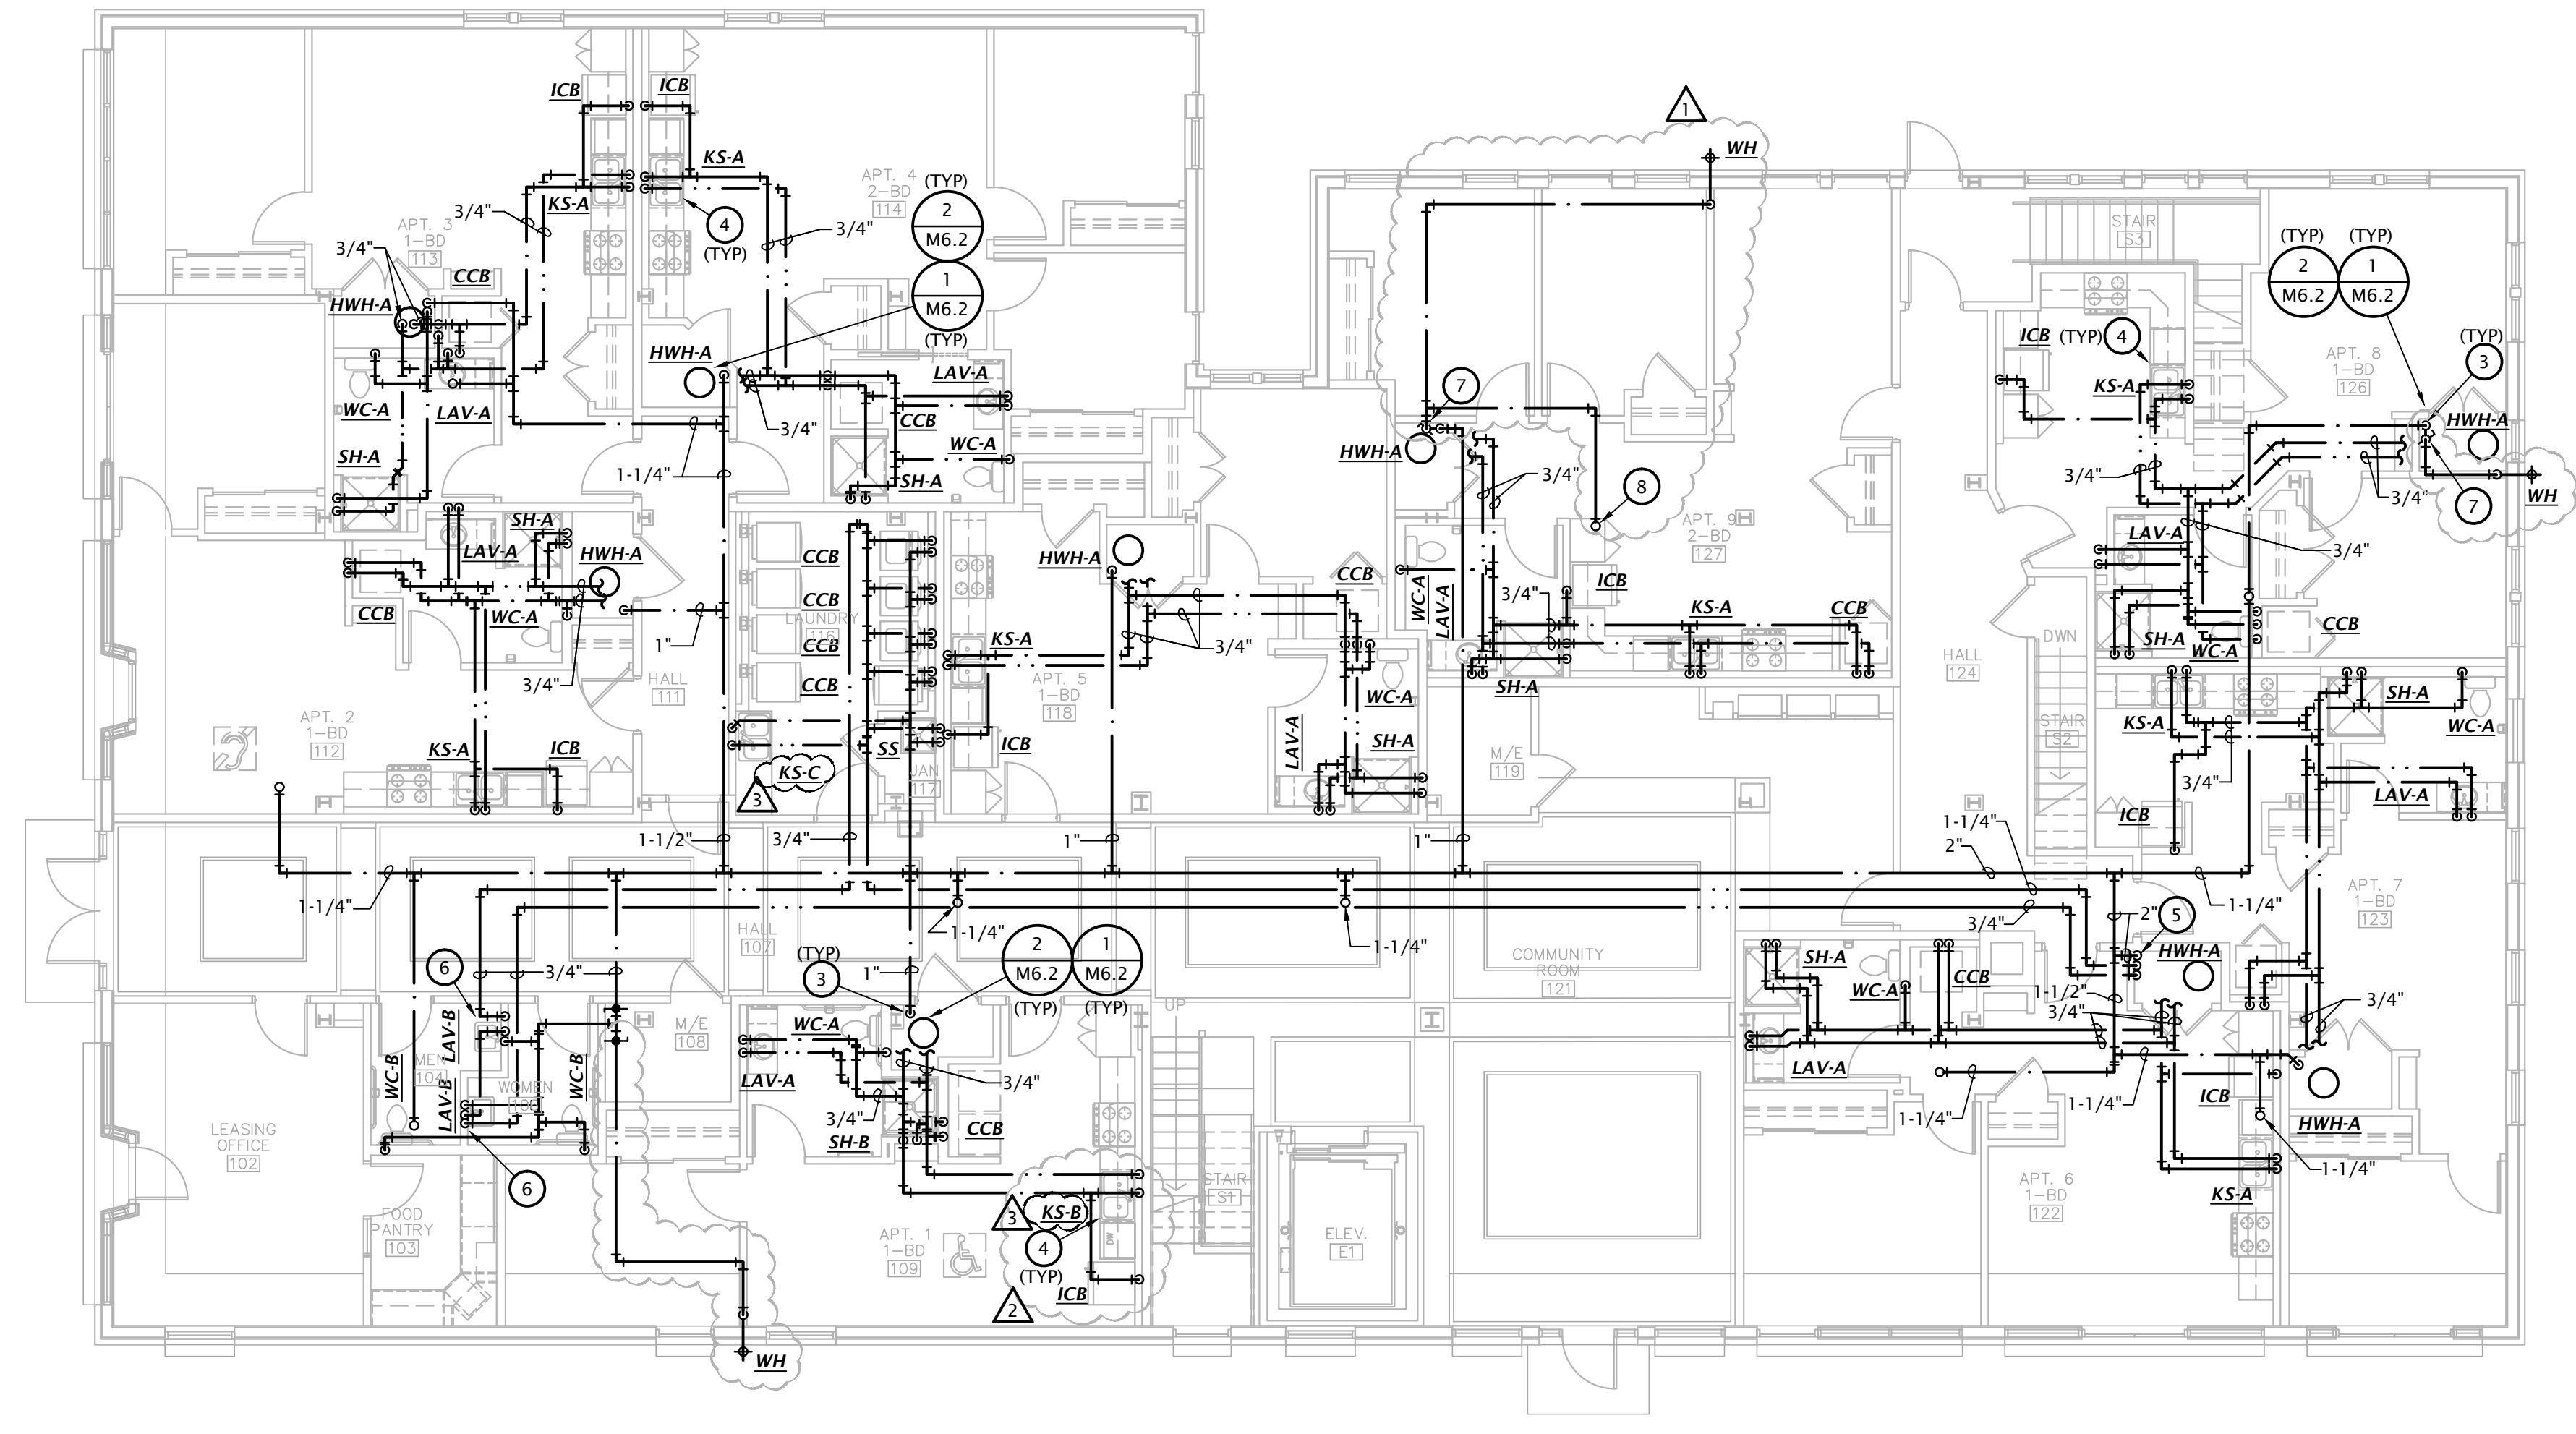 ICB
ICB
1
WH
KS-A
(TYP)
APT. 4
2-BD
114
2
M6.2
KS-A
3/4"
4
(TYP)
3/4"
APT. 3
1-BD
113
3/4"
STAIR
S3
(TYP)
(TYP)
2
M6.2
1
M6.2
CCB
1
M6.2
(TYP)
HWH-A
HWH-A
ICB
(TYP)
4
(TYP)
3
APT. 8
1-BD
126
LAV-A
7
KS-A
WC-A
LAV-A
CCB
3/4"
HWH-A
WC-A
HWH-A
SH-A
1-1/4"
SH-A
3/4"
3/4"
3/4"
WH
8
7
SH-A
APT. 9
2-BD
127
LAV-A
LAV-A
HWH-A
CCB
HWH-A
3/4"
CCB
WC-A
LAV-A
ICB
3/4"
CCB
CCB
WC-A
LAUNDRY
116
KS-A
CCB
CCB
1"
CCB
KS-A
3/4"
SH-A
WC-A
HALL
111
3/4"
CCB
APT. 5
1-BD
118
WC-A
SH-A
HALL
124
DWN
SH-A
APT. 2
1-BD
112
STAIR
S2
KS-A
WC-A
KS-A
ICB
SS
ICB
LAV-A
SH-A
M/E
119
KS-C
3
JAN
117
3/4"
LAV-A
ICB
1-1/2"
3/4"
1"
1"
1-1/4"
2"
1-1/4"
1-1/4"
APT. 7
1-BD
123
2"
5
3/4"
HALL
107
1-1/4"
1-1/4"
2
M6.2
1
M6.2
(TYP)
(TYP)
(TYP)
3
1"
COMMUNITY
ROOM
121
SH-A
WC-A
CCB
HWH-A
6
3/4"
1-1/2"
3/4"
3/4"
UP
M/E
108
WC-A
LAV-B
MEN
104
WC-B
LAV-B
WOMEN
WC-B
LAV-A
3/4"
LAV-A
3/4"
SH-B
CCB
1-1/4"
1-1/4"
ICB
HWH-A
LEASING
OFFICE
102
6
1-1/4"
KS-A
APT. 6
1-BD
122
STAIR
S1
FOOD
PANTRY
103
3
KS-B
4
(TYP)
DW
APT. 1
1-BD
109
ELEV.
E1
ICB
2
WH